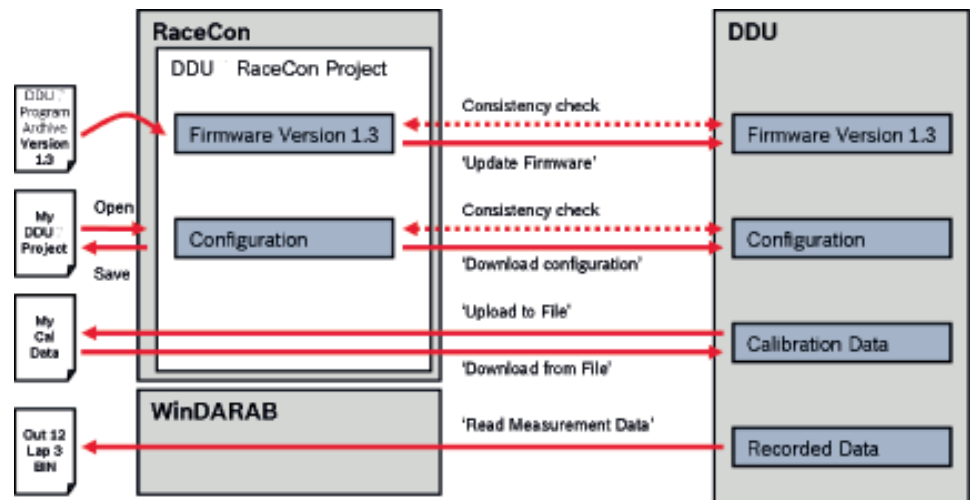 RaceCon
DDU RaceCon Project
DDU
DDU 7
Program
Archive
Version
1.3
Firmware Version 1.3
Consistency check
'Update Firmware'
Firmware Version 1.3
My
DDU 7
Project
Open
Save
Configuration
Consistency check
'Download configuration'
Configuration
My
Cal
Data
'Upload to File'
'Download from File'
Calibration Data
WinDARAB
Out 12
Lap 3
BIN
'Read Measurement Data'
Recorded Data